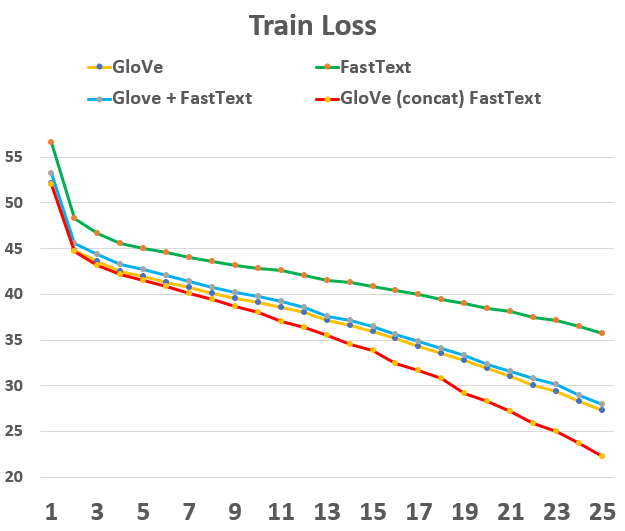 Train Loss
GloVe
FastText
Glove + FastText
GloVe (concat) FastText
55
50
45
40
35
30
25
20
1 3 5 7 9 11 13 15 17 19 21 23 25